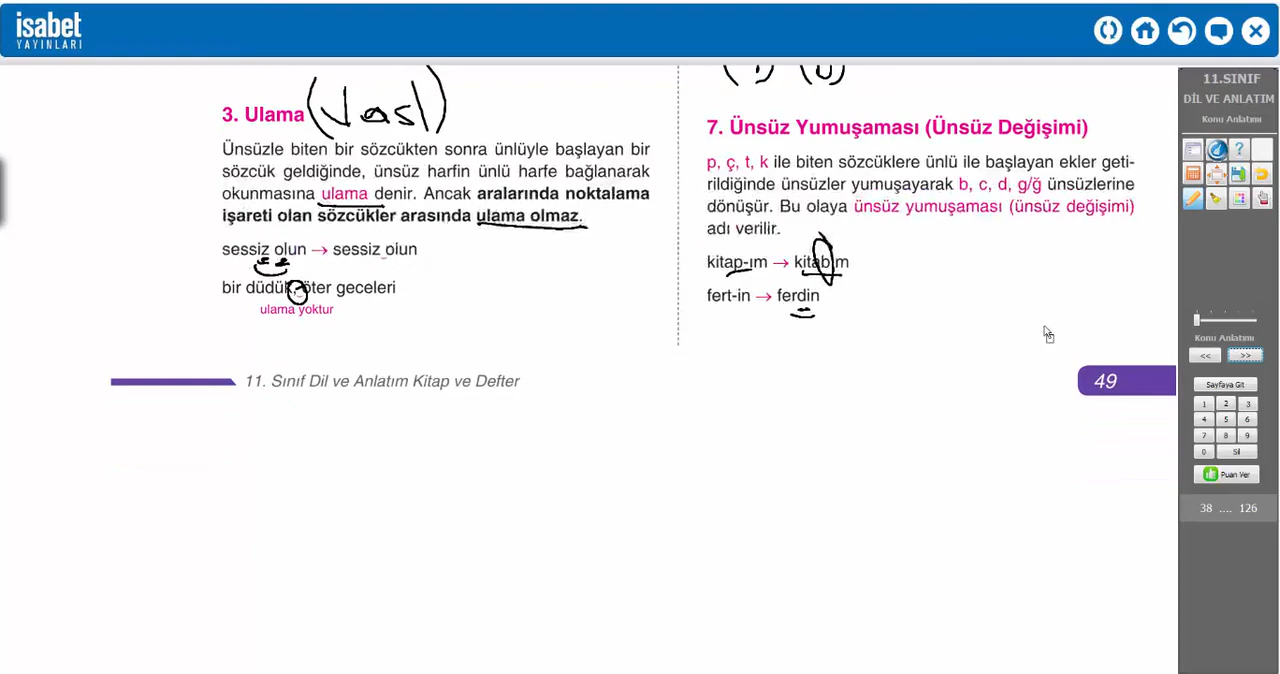 isabet
YAYINLARI
3. Ulama (Vasl)
Ünsüzle biten bir sözcükten sonra ünlüyle başlayan bir
sözcük geldiğinde, ünsüz harfin ünlü harfe bağlanarak
okunmasına ulama denir. Ancak aralarında noktalama
işareti olan sözcükler arasında ulama olmaz.
sessiz olun → sessiz‿olun
bir düdük, öter geceleri
ulama yoktur
7. Ünsüz Yumuşaması (Ünsüz Değişimi)
p, ç, t, k ile biten sözcüklere ünlü ile başlayan ekler geti-
rildiğinde ünsüzler yumuşayarak b, c, d, g/ğ ünsüzlerine
dönüşür. Bu olaya ünsüz yumuşaması (ünsüz değişimi)
adı verilir.
kitap-ım → kitabım
fert-in → ferdin
11. Sınıf Dil ve Anlatım Kitap ve Defter
49
11.SINIF
DİL VE ANLATIM
Konu Anlatımı
Konu Anlatımı
<< >>
Sayfaya Git
1 2 3
4 5 6
7 8 9
0 Sil
Puan Ver
38 .... 126